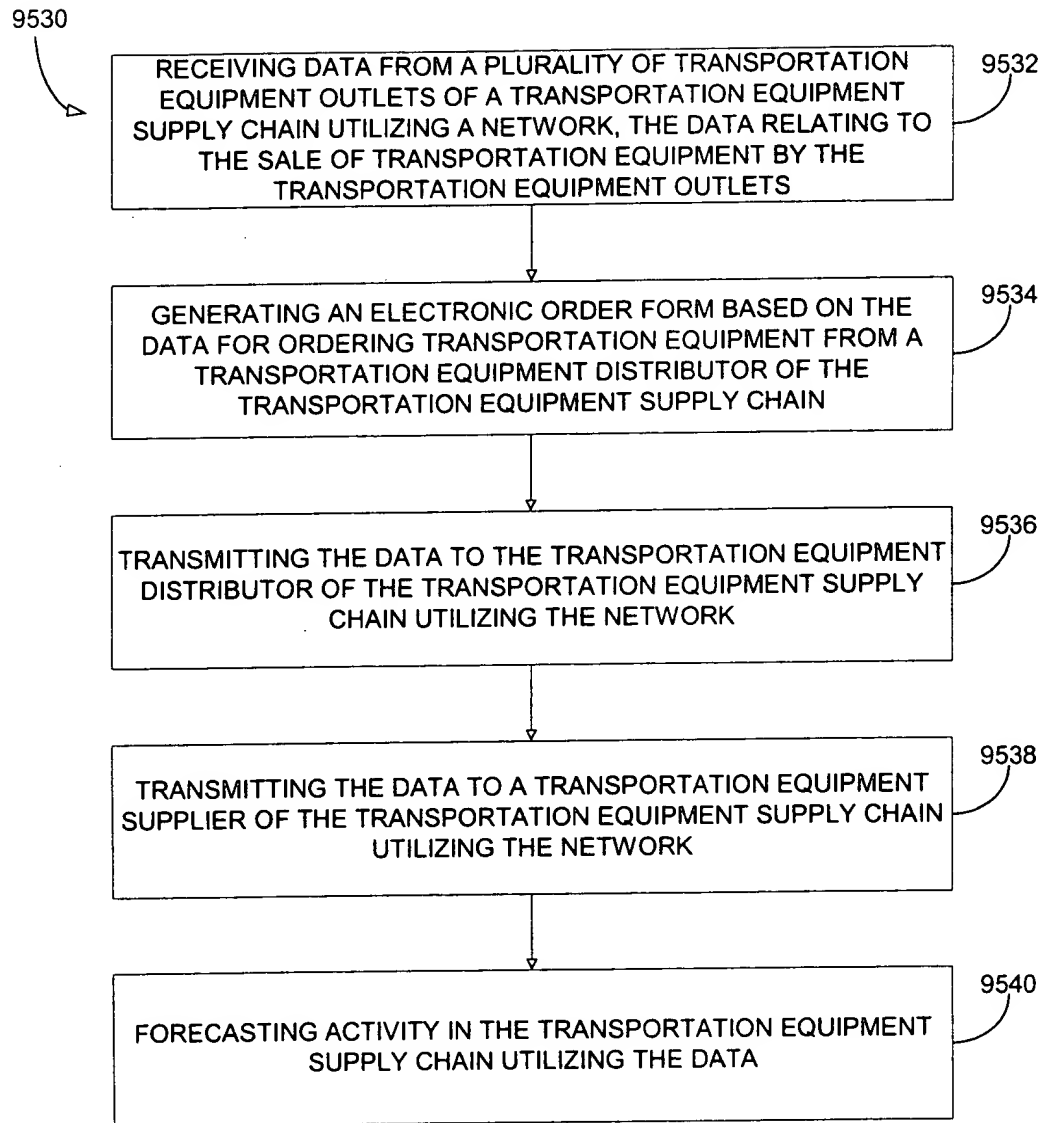 9530
RECEIVING DATA FROM A PLURALITY OF TRANSPORTATION
EQUIPMENT OUTLETS OF A TRANSPORTATION EQUIPMENT
SUPPLY CHAIN UTILIZING A NETWORK, THE DATA RELATING TO
THE SALE OF TRANSPORTATION EQUIPMENT BY THE
TRANSPORTATION EQUIPMENT OUTLETS
9532
GENERATING AN ELECTRONIC ORDER FORM BASED ON THE
DATA FOR ORDERING TRANSPORTATION EQUIPMENT FROM A
TRANSPORTATION EQUIPMENT DISTRIBUTOR OF THE
TRANSPORTATION EQUIPMENT SUPPLY CHAIN
9534
TRANSMITTING THE DATA TO THE TRANSPORTATION EQUIPMENT
DISTRIBUTOR OF THE TRANSPORTATION EQUIPMENT SUPPLY
CHAIN UTILIZING THE NETWORK
9536
TRANSMITTING THE DATA TO A TRANSPORTATION EQUIPMENT
SUPPLIER OF THE TRANSPORTATION EQUIPMENT SUPPLY CHAIN
UTILIZING THE NETWORK
9538
FORECASTING ACTIVITY IN THE TRANSPORTATION EQUIPMENT
SUPPLY CHAIN UTILIZING THE DATA
9540